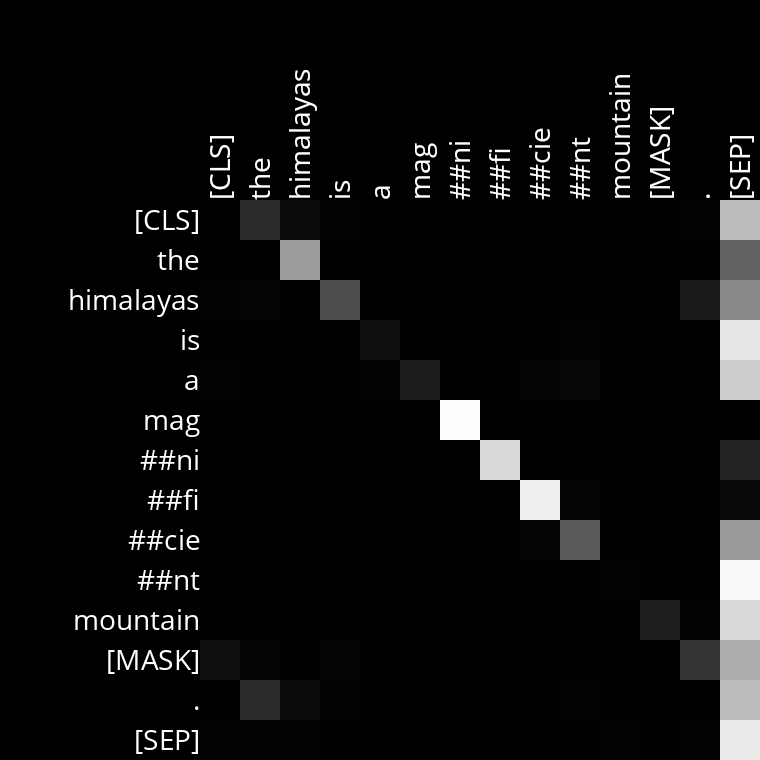 [CLS]
the
himalayas
is
a
mag
##ni
##fi
##cie
##nt
mountain
[MASK]
.
[SEP]
[CLS]
the
himalayas
is
a
mag
##ni
##fi
##cie
##nt
mountain
[MASK]
.
[SEP]